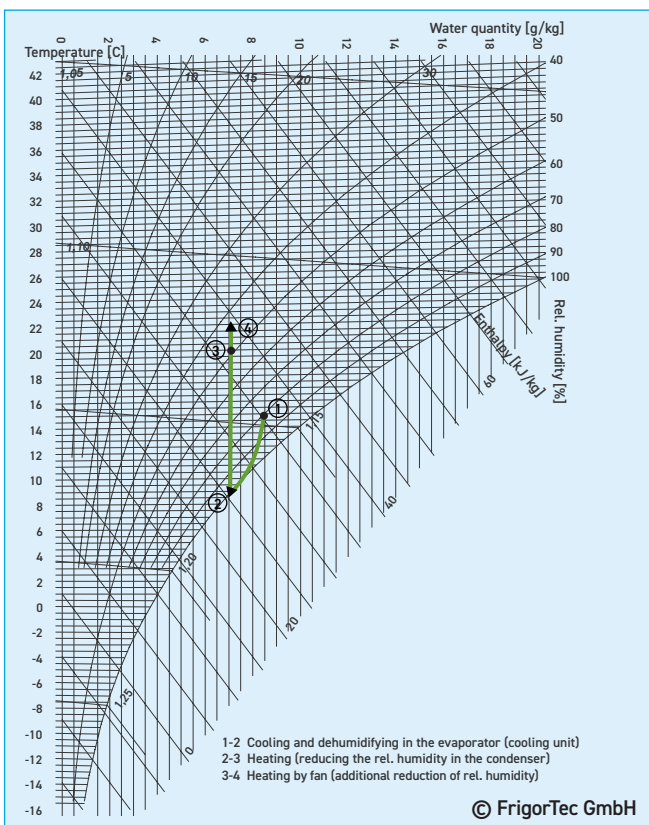 Water quantity [g/kg]
Temperature [C]
0 2 4 6 8 10 12 14 16 18 20
42 1,05 5 10 15 20 30 40
40
38 50
36
34 60
32
30 70
28 1,10 80
26 90
24 100
22 4
20 3
18
16 1
14 1,15
12
10
8 2
6
4 1,20
2
0
-2
-4
-6
-8 1,25
-10
-12
-14
-16
Rel. humidity [%]
Enthalpy [kJ/kg]
60
40
20
0
1-2 Cooling and dehumidifying in the evaporator (cooling unit)
2-3 Heating (reducing the rel. humidity in the condenser)
3-4 Heating by fan (additional reduction of rel. humidity)
© FrigorTec GmbH